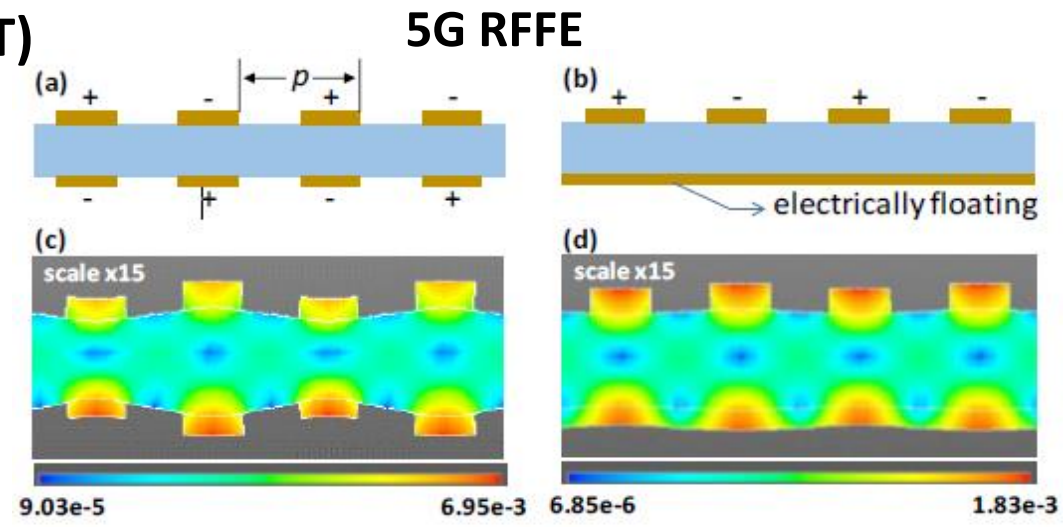 T)
5G RFFE
(a)
p
+ - + -
- + - +
(b)
+ - + -
electrically floating
(c)
scale x15
9.03e-5 6.95e-3
(d)
scale x15
6.85e-6 1.83e-3